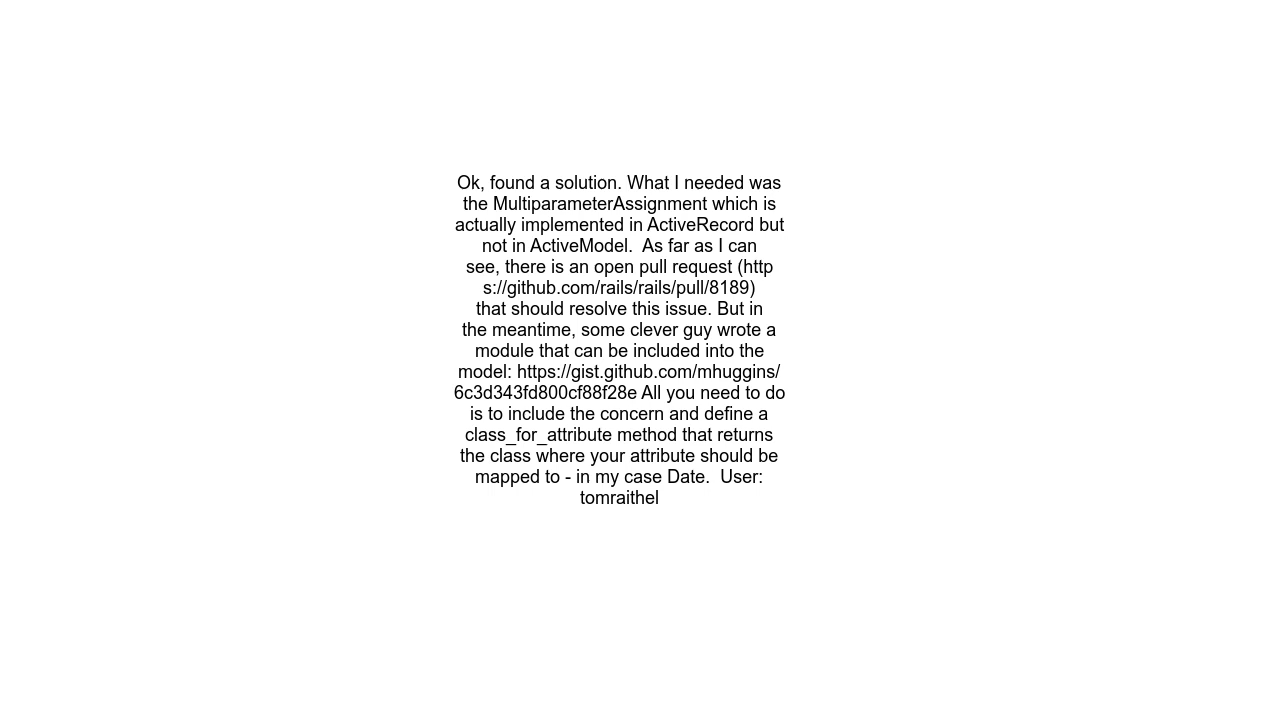 Ok, found a solution. What I needed was
the MultiparameterAssignment which is
actually implemented in ActiveRecord but
not in ActiveModel.  As far as I can
see, there is an open pull request (http
s://github.com/rails/rails/pull/8189)
that should resolve this issue. But in
the meantime, some clever guy wrote a
module that can be included into the
model: https://gist.github.com/mhuggins/
6c3d343fd800cf88f28e All you need to do
is to include the concern and define a
class_for_attribute method that returns
the class where your attribute should be
mapped to - in my case Date.  User:
tomraithel